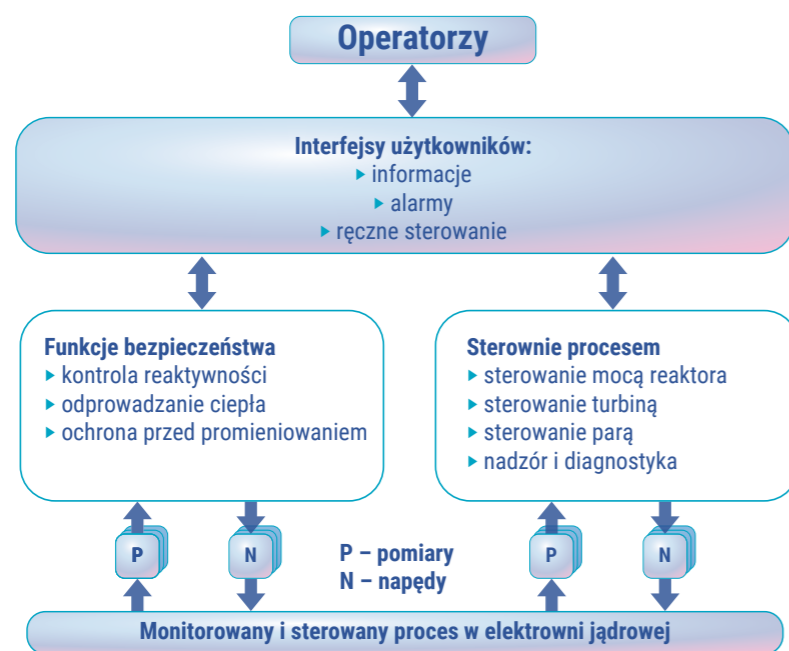 Operatorzy
Interfejsy użytkowników:
▸ informacje
▸ alarmy
▸ ręczne sterowanie
Funkcje bezpieczeństwa
▸ kontrola reaktywności
▸ odprowadzanie ciepła
▸ ochrona przed promieniowaniem
Sterownie procesem
▸ sterowanie mocą reaktora
▸ sterowanie turbiną
▸ sterowanie parą
▸ nadzór i diagnostyka
P
N
P – pomiary
N – napędy
P
N
Monitorowany i sterowany proces w elektrowni jądrowej